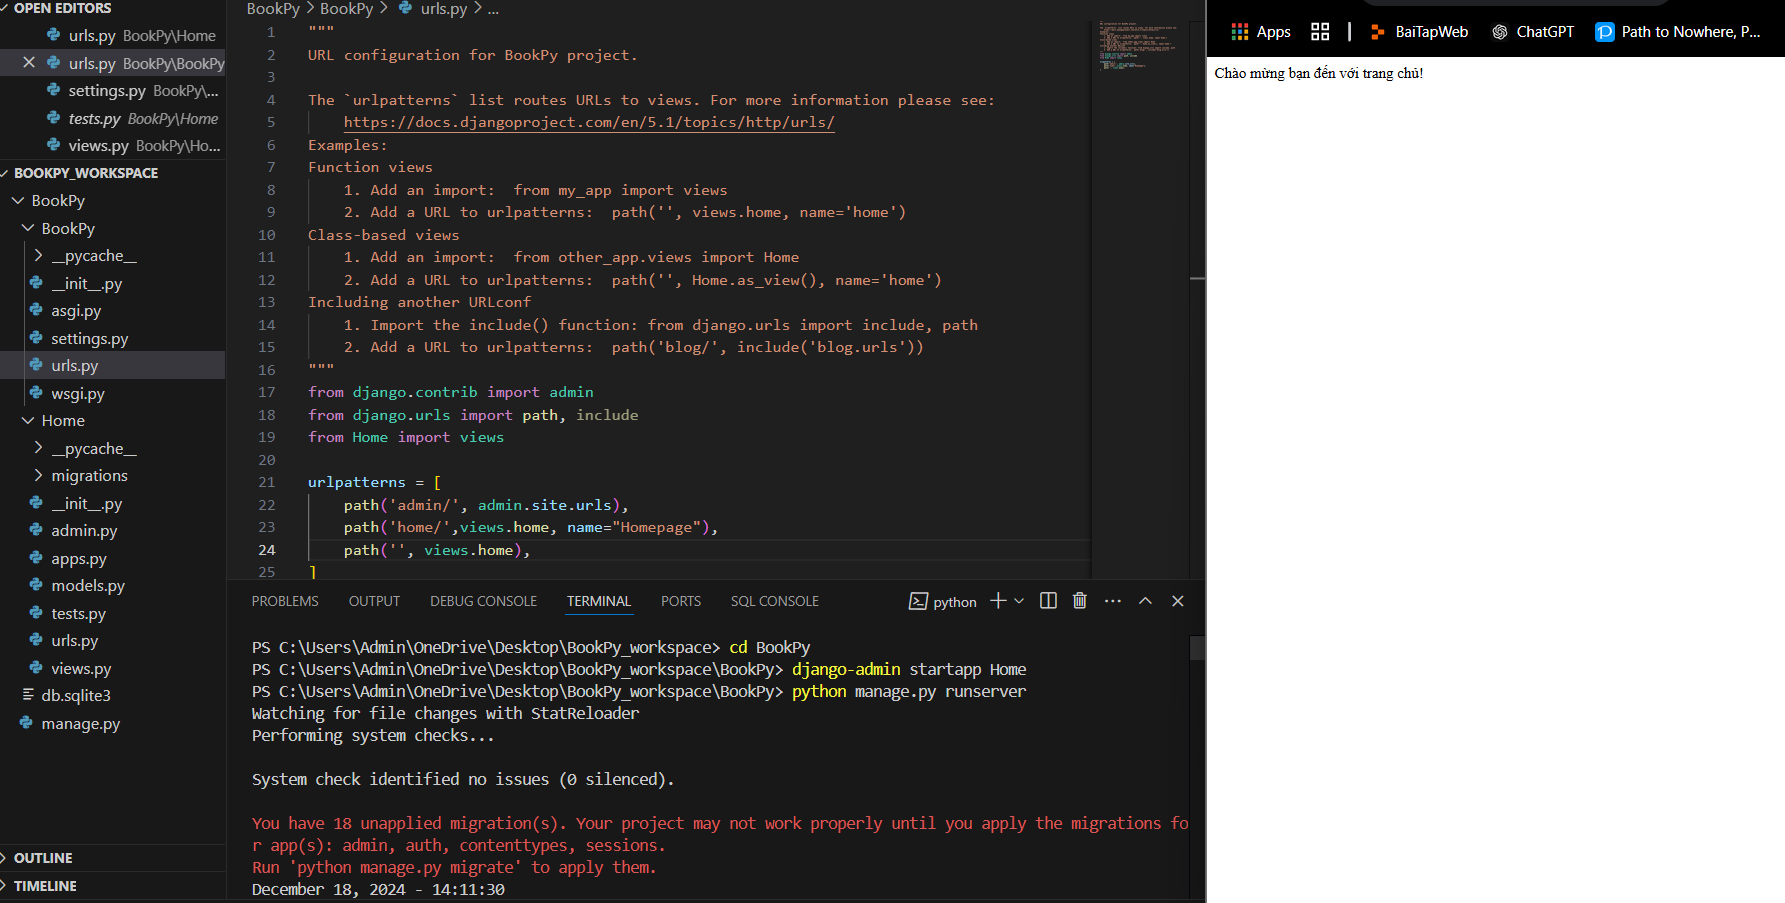 OPEN EDITORS
urls.py BookPy\Home
urls.py BookPy\BookPy
settings.py BookPy\...
tests.py BookPy\Home
views.py BookPy\Ho...
BOOKPY_WORKSPACE
BookPy
BookPy
__pycache__
__init__.py
asgi.py
settings.py
urls.py
wsgi.py
Home
__pycache__
migrations
__init__.py
admin.py
apps.py
models.py
tests.py
urls.py
views.py
db.sqlite3
manage.py
OUTLINE
TIMELINE
BookPy > BookPy > urls.py > ...
1 """
2 URL configuration for BookPy project.
3
4 The `urlpatterns` list routes URLs to views. For more information please see:
5     https://docs.djangoproject.com/en/5.1/topics/http/urls/
6 Examples:
7 Function views
8     1. Add an import:  from my_app import views
9     2. Add a URL to urlpatterns:  path('', views.home, name='home')
10 Class-based views
11     1. Add an import:  from other_app.views import Home
12     2. Add a URL to urlpatterns:  path('', Home.as_view(), name='home')
13 Including another URLconf
14     1. Import the include() function: from django.urls import include, path
15     2. Add a URL to urlpatterns:  path('blog/', include('blog.urls'))
16 """
17 from django.contrib import admin
18 from django.urls import path, include
19 from Home import views
20
21 urlpatterns = [
22     path('admin/', admin.site.urls),
23     path('home/',views.home, name="Homepage"),
24     path('', views.home),
25 ]
PROBLEMS OUTPUT DEBUG CONSOLE TERMINAL PORTS SQL CONSOLE python
PS C:\Users\Admin\OneDrive\Desktop\BookPy_workspace> cd BookPy
PS C:\Users\Admin\OneDrive\Desktop\BookPy_workspace\BookPy> django-admin startapp Home
PS C:\Users\Admin\OneDrive\Desktop\BookPy_workspace\BookPy> python manage.py runserver
Watching for file changes with StatReloader
Performing system checks...
System check identified no issues (0 silenced).
You have 18 unapplied migration(s). Your project may not work properly until you apply the migrations fo
r app(s): admin, auth, contenttypes, sessions.
Run 'python manage.py migrate' to apply them.
December 18, 2024 - 14:11:30
Apps BaiTapWeb ChatGPT Path to Nowhere, P...
Chào mừng bạn đến với trang chủ!